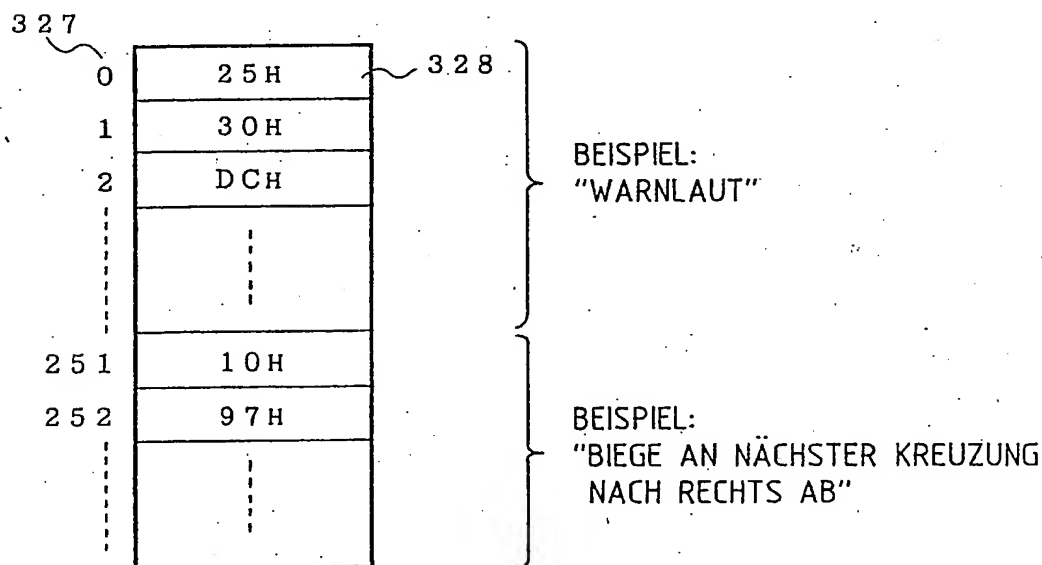 327
0 25H 328
1 30H
2 DCH
BEISPIEL:
"WARNLAUT"
251 10H
252 97H
BEISPIEL:
"BIEGE AN NÄCHSTER KREUZUNG
NACH RECHTS AB"